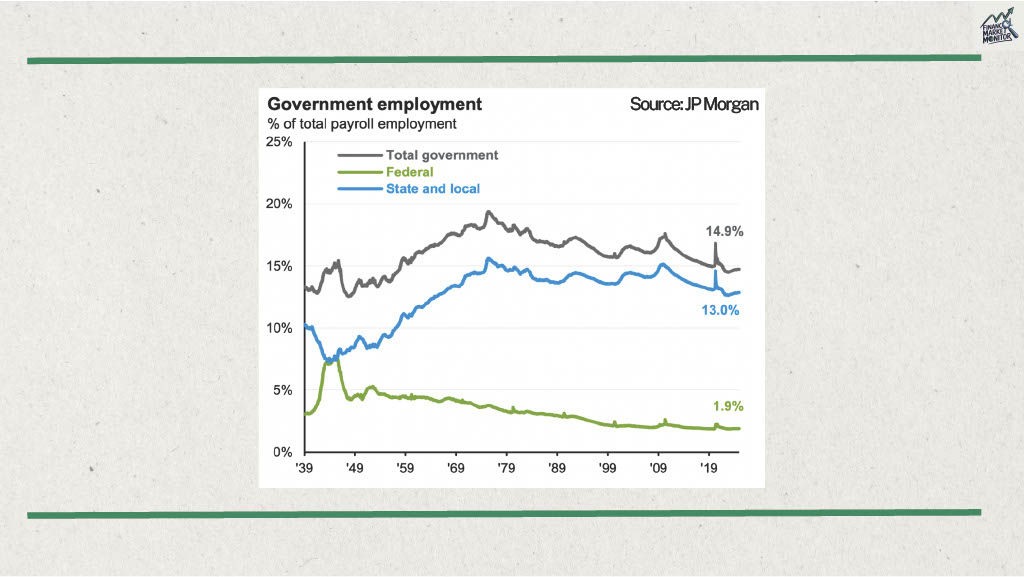 FINANCE
MARKET
MONITOR
Government employment
Source: JP Morgan
% of total payroll employment
25%
Total government
Federal
State and local
20%
14.9%
15%
13.0%
10%
5%
1.9%
0%
'39 '49 '59 '69 '79 '89 '99 '09 '19